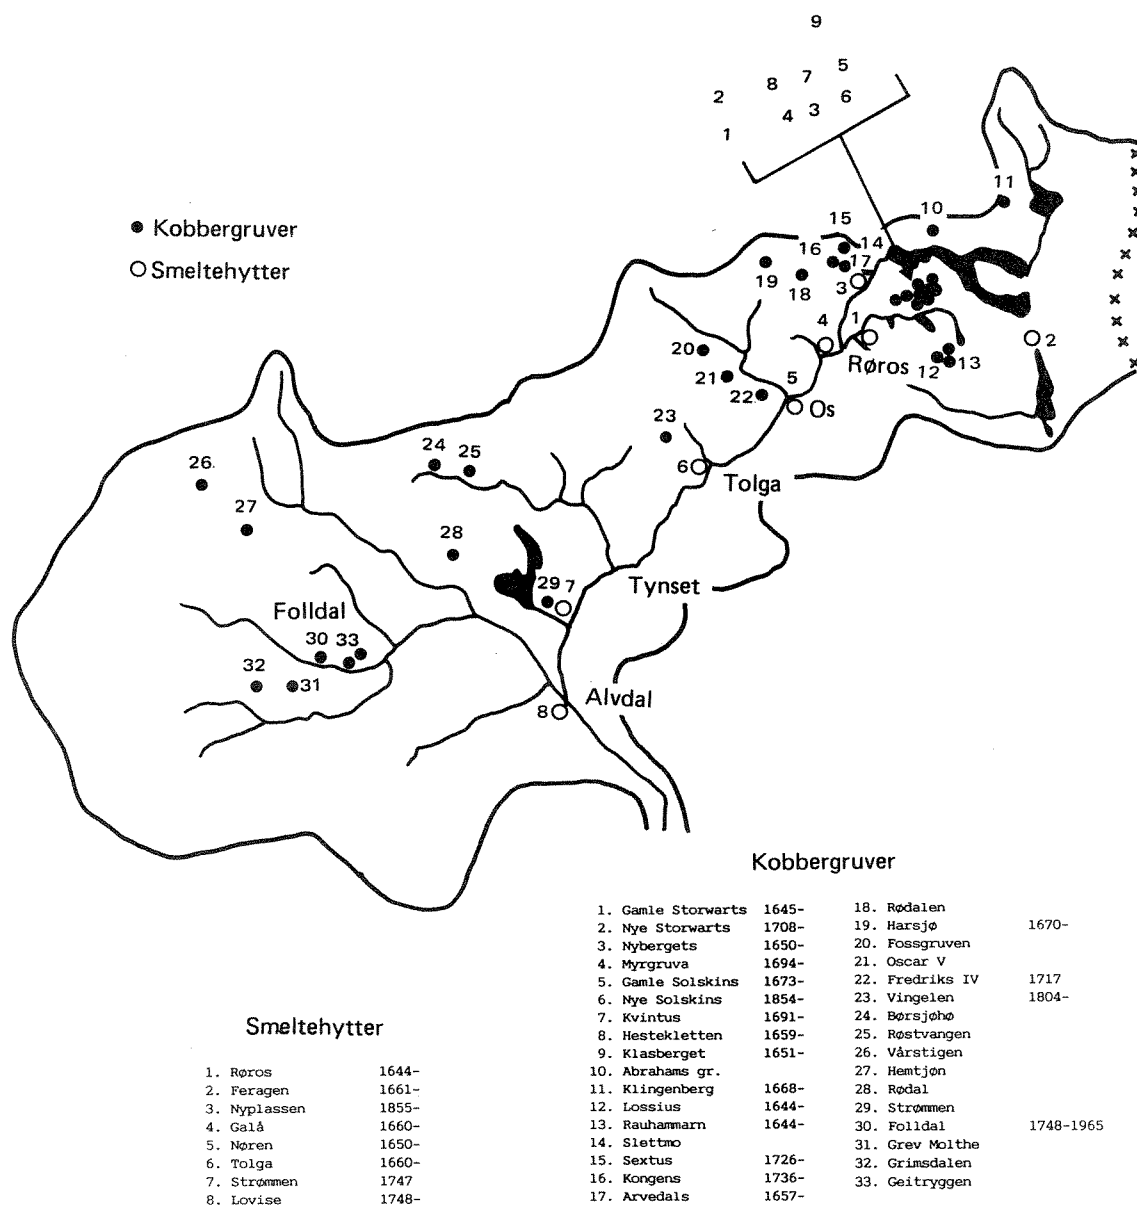 9
5
7
8
6
2
3
4
1
11
10
15
14
16
17
19
18
3
4
1
2
Røros
12
13
20
21
5
22
Os
23
24
25
6
Tolga
26.
27
28
29
7
Tynset
Folldal
30
33
32
31
Alvdal
8
Kobbergruver
Smeltehytter
Kobbergruver
1. Gamle Storwarts 1645-
2. Nye Storwarts 1708-
3. Nybergets 1650-
4. Myrgruva 1694-
5. Gamle Solskins 1673-
6. Nye Solskins 1854-
7. Kvintus 1691-
8. Hestekletten 1659-
9. Klasberget 1651-
10. Abrahams gr.
11. Klingenberg 1668-
12. Lossius 1644-
13. Rauhammarn 1644-
14. Slettmo
15. Sextus 1726-
16. Kongens 1736-
17. Arvedals 1657-
18. Rødalen
19. Harsjø 1670-
20. Fossgruven
21. Oscar V
22. Fredriks IV 1717
23. Vingelen 1804-
24. Børsjøhø
25. Røstvangen
26. Vårstigen
27. Hemtjøn
28. Rødal
29. Strømmen
30. Folldal 1748-1965
31. Grev Molthe
32. Grimsdalen
33. Geitryggen
Smeltehytter
1. Røros 1644-
2. Feragen 1661-
3. Nyplassen 1855-
4. Galå 1660-
5. Nøren 1650-
6. Tolga 1660-
7. Strømmen 1747
8. Lovise 1748-